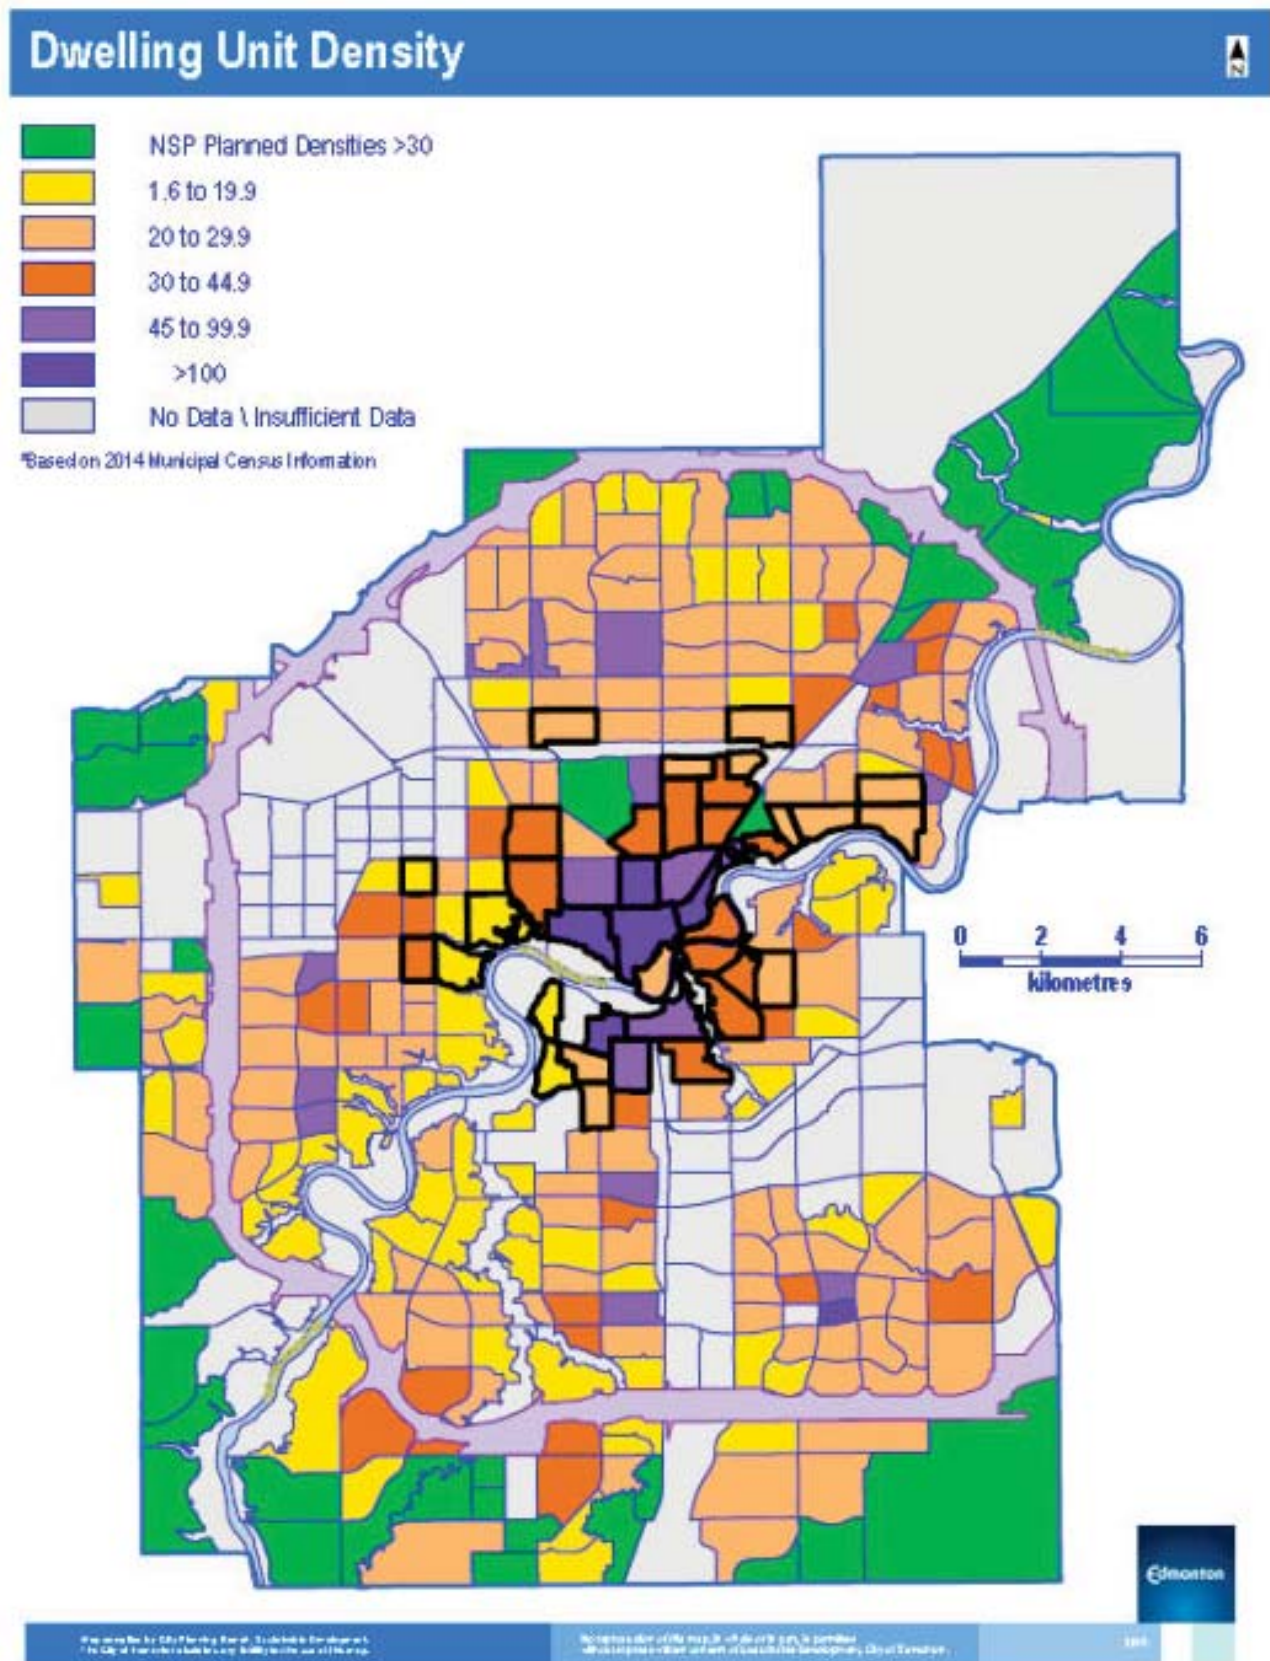 Dwelling Unit Density
N
NSP Planned Densities >30
1.6 to 19.9
20 to 29.9
30 to 44.9
45 to 99.9
>100
No Data \ Insufficient Data
*Based on 2014 Municipal Census Information
0 2 4 6
kilometres
Edmonton